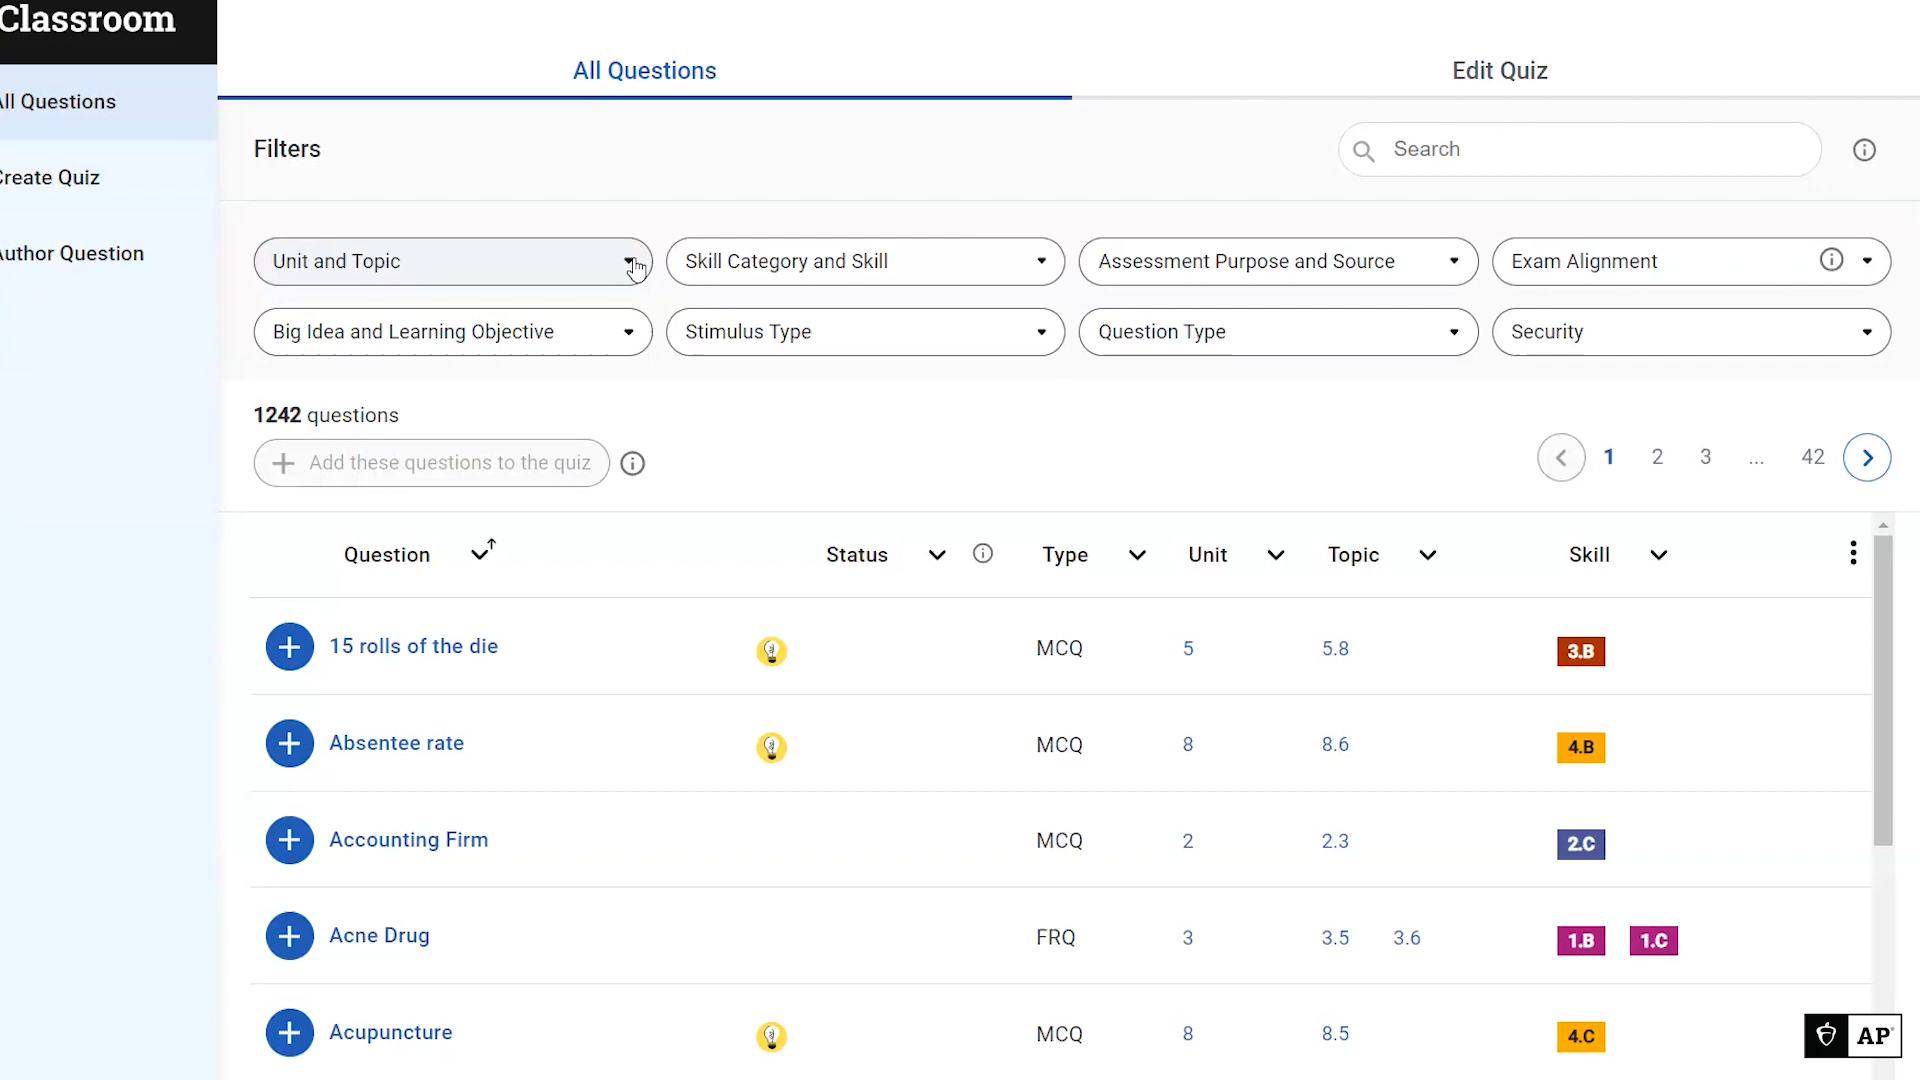 Classroom
All Questions
Create Quiz
Author Question
All Questions
Edit Quiz
Filters
Search
Unit and Topic
Skill Category and Skill
Assessment Purpose and Source
Exam Alignment
Big Idea and Learning Objective
Stimulus Type
Question Type
Security
1242 questions
Add these questions to the quiz
1 2 3 ... 42
Question Status Type Unit Topic Skill
15 rolls of the die MCQ 5 5.8 3.B
Absentee rate MCQ 8 8.6 4.B
Accounting Firm MCQ 2 2.3 2.C
Acne Drug FRQ 3 3.5 3.6 1.B 1.C
Acupuncture MCQ 8 8.5 4.C
AP